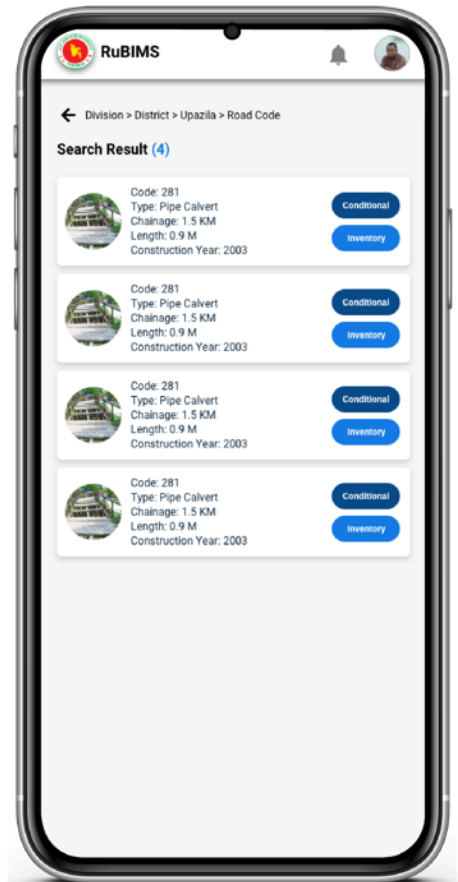 RuBIMS
Division > District > Upazila > Road Code
Search Result (4)
Code: 281
Type: Pipe Calvert
Chainage: 1.5 KM
Length: 0.9 M
Construction Year: 2003
Conditional
Inventory
Code: 281
Type: Pipe Calvert
Chainage: 1.5 KM
Length: 0.9 M
Construction Year: 2003
Conditional
Inventory
Code: 281
Type: Pipe Calvert
Chainage: 1.5 KM
Length: 0.9 M
Construction Year: 2003
Conditional
Inventory
Code: 281
Type: Pipe Calvert
Chainage: 1.5 KM
Length: 0.9 M
Construction Year: 2003
Conditional
Inventory